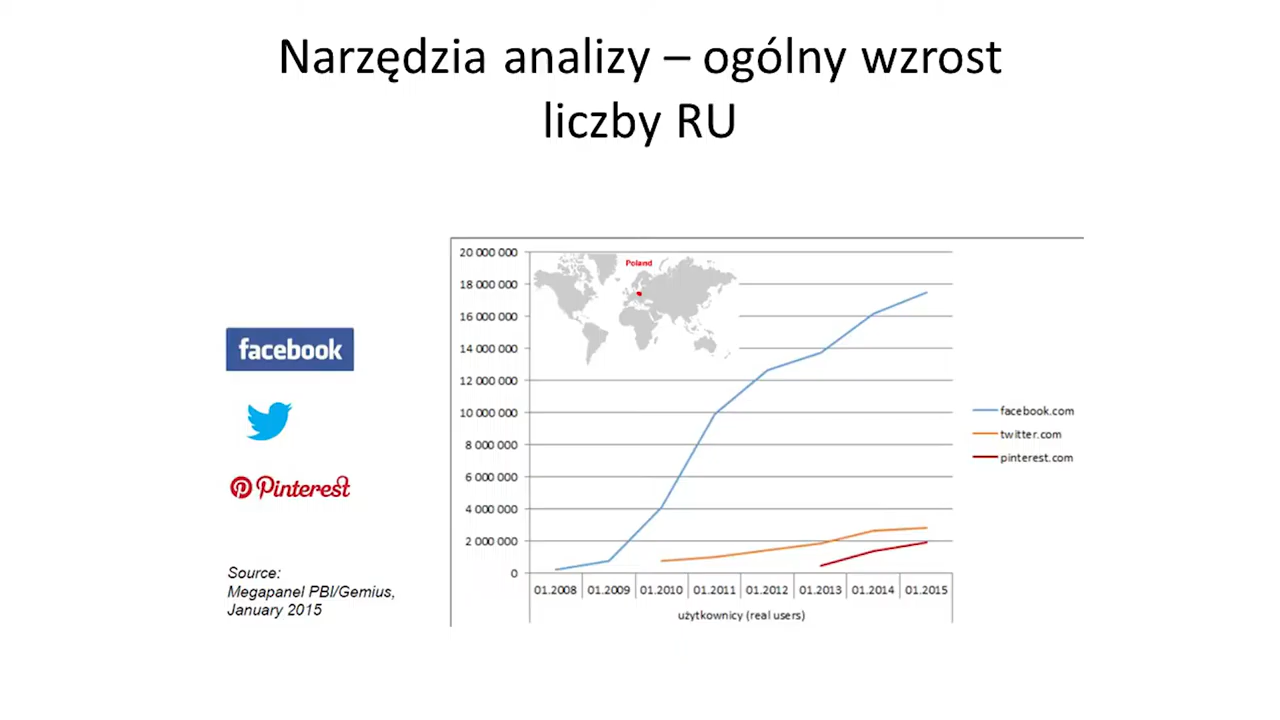 Narzędzia analizy – ogólny wzrost
liczby RU
facebook
Pinterest
Source:
Megapanel PBI/Gemius,
January 2015
20 000 000
18 000 000
16 000 000
14 000 000
12 000 000
10 000 000
8 000 000
6 000 000
4 000 000
2 000 000
0
Poland
01.2008 01.2009 01.2010 01.2011 01.2012 01.2013 01.2014 01.2015
użytkownicy (real users)
facebook.com
twitter.com
pinterest.com